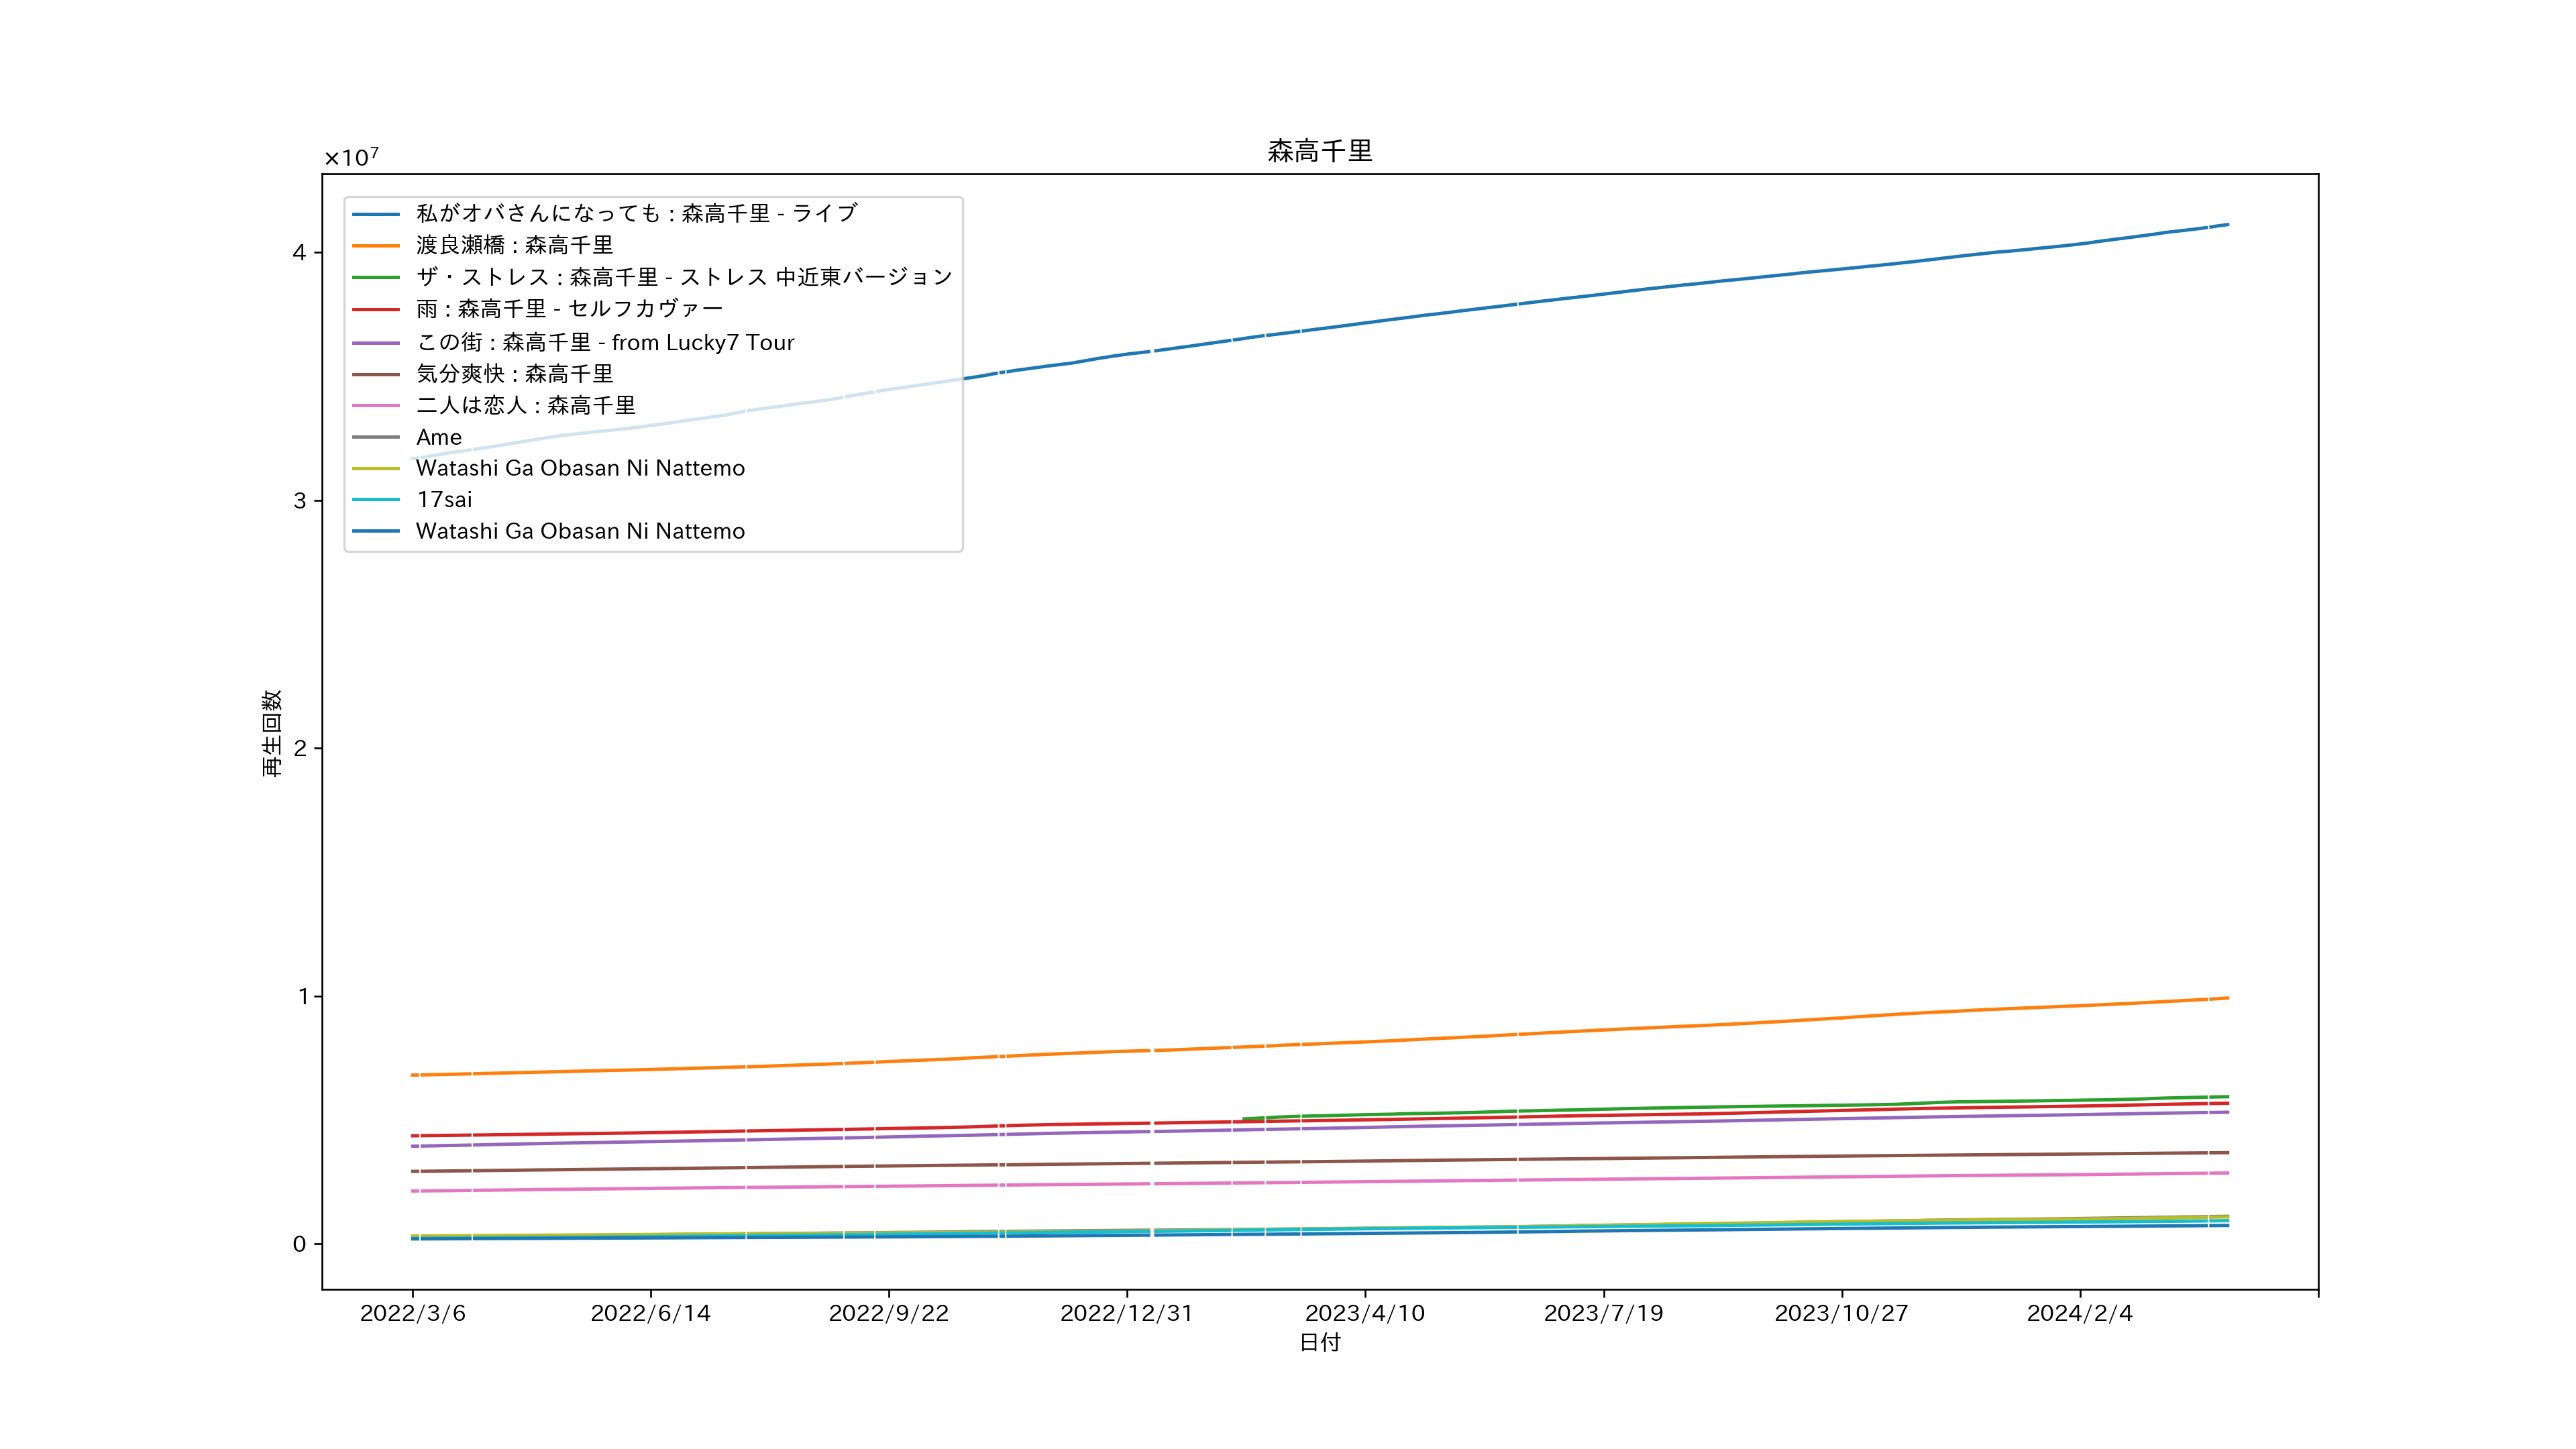 森高千里
×10⁷
私がオバさんになっても : 森高千里 - ライブ
渡良瀬橋 : 森高千里
ザ・ストレス : 森高千里 - ストレス 中近東バージョン
雨 : 森高千里 - セルフカヴァー
この街 : 森高千里 - from Lucky7 Tour
気分爽快 : 森高千里
二人は恋人 : 森高千里
Ame
Watashi Ga Obasan Ni Nattemo
17sai
Watashi Ga Obasan Ni Nattemo
4
3
2
1
0
再生回数
2022/3/6 2022/6/14 2022/9/22 2022/12/31 2023/4/10 2023/7/19 2023/10/27 2024/2/4
日付